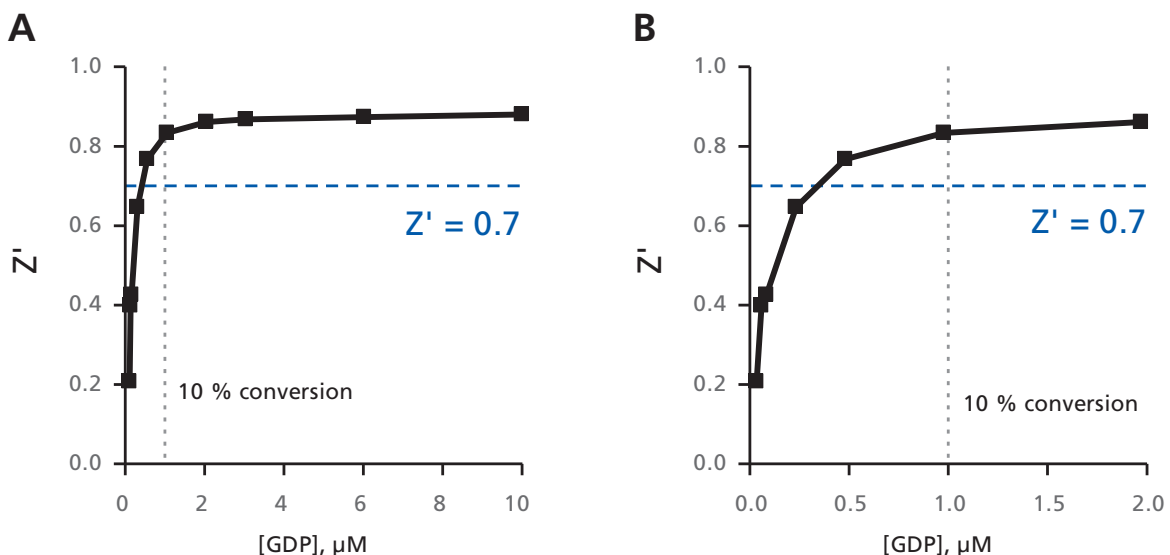 A
1.0
0.8
0.6
0.4
0.2
0.0
Z'
Z' = 0.7
10 % conversion
0 2 4 6 8 10
[GDP], µM
B
1.0
0.8
0.6
0.4
0.2
0.0
Z'
Z' = 0.7
10 % conversion
0.0 0.5 1.0 1.5 2.0
[GDP], µM